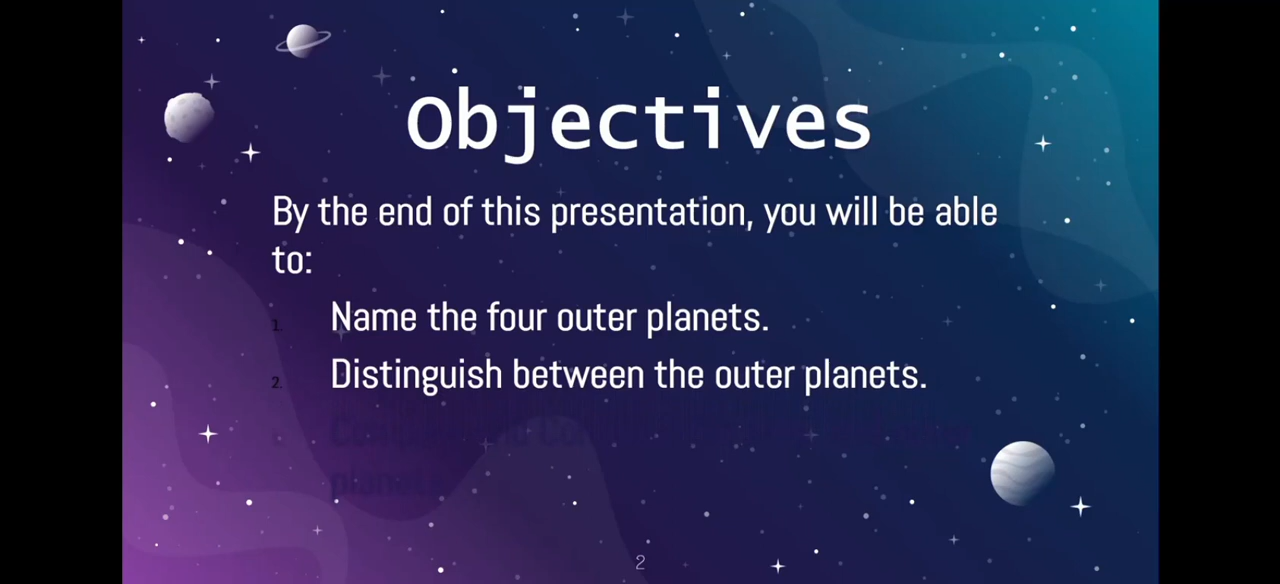 Objectives
By the end of this presentation, you will be able
to:
1. Name the four outer planets.
2. Distinguish between the outer planets.
2